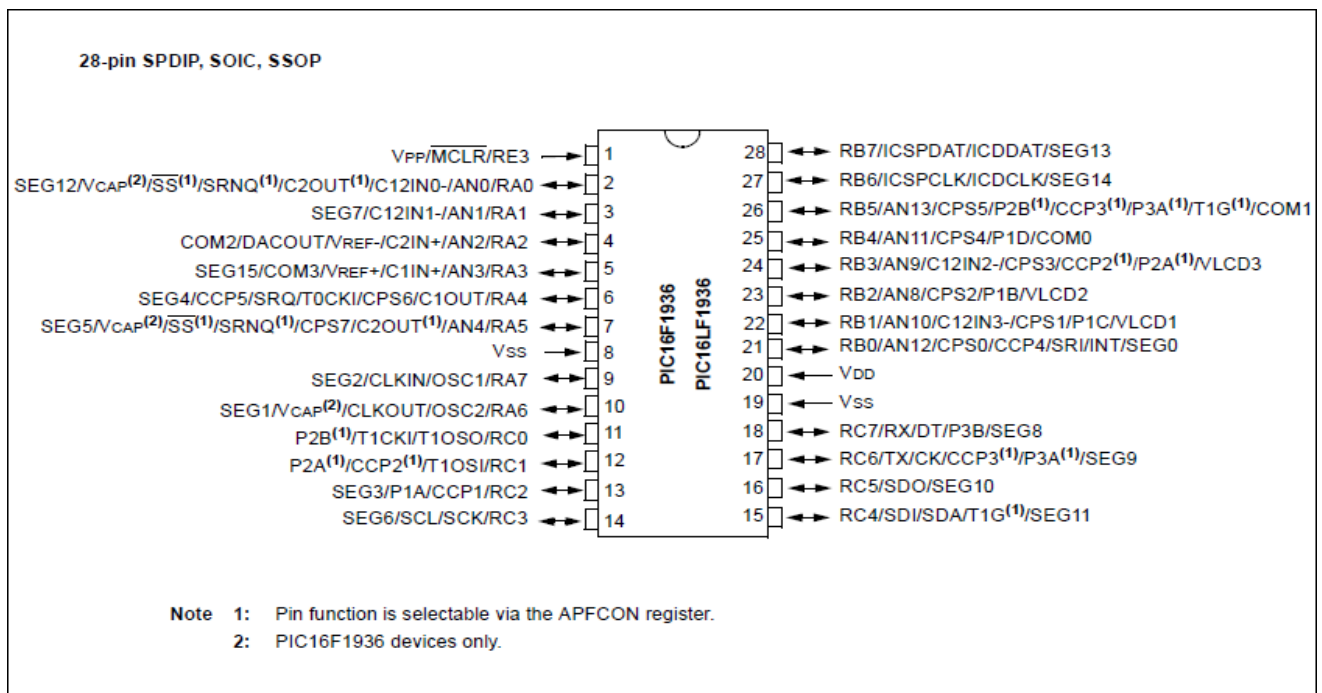 28-pin SPDIP, SOIC, SSOP
VPP/MCLR/RE3
SEG12/VCAP(2)/SS(1)/SRNQ(1)/C2OUT(1)/C12IN0-/AN0/RA0
SEG7/C12IN1-/AN1/RA1
COM2/DACOUT/VREF-/C2IN+/AN2/RA2
SEG15/COM3/VREF+/C1IN+/AN3/RA3
SEG4/CCP5/SRQ/T0CKI/CPS6/C1OUT/RA4
SEG5/VCAP(2)/SS(1)/SRNQ(1)/CPS7/C2OUT(1)/AN4/RA5
VSS
SEG2/CLKIN/OSC1/RA7
SEG1/VCAP(2)/CLKOUT/OSC2/RA6
P2B(1)/T1CKI/T1OSO/RC0
P2A(1)/CCP2(1)/T1OSI/RC1
SEG3/P1A/CCP1/RC2
SEG6/SCL/SCK/RC3
1
2
3
4
5
6
7
8
9
10
11
12
13
14
PIC16F1936
PIC16LF1936
28
27
26
25
24
23
22
21
20
19
18
17
16
15
RB7/ICSPDAT/ICDDAT/SEG13
RB6/ICSPCLK/ICDCLK/SEG14
RB5/AN13/CPS5/P2B(1)/CCP3(1)/P3A(1)/T1G(1)/COM1
RB4/AN11/CPS4/P1D/COM0
RB3/AN9/C12IN2-/CPS3/CCP2(1)/P2A(1)/VLCD3
RB2/AN8/CPS2/P1B/VLCD2
RB1/AN10/C12IN3-/CPS1/P1C/VLCD1
RB0/AN12/CPS0/CCP4/SRI/INT/SEG0
VDD
VSS
RC7/RX/DT/P3B/SEG8
RC6/TX/CK/CCP3(1)/P3A(1)/SEG9
RC5/SDO/SEG10
RC4/SDI/SDA/T1G(1)/SEG11
Note 1: Pin function is selectable via the APFCON register.
2: PIC16F1936 devices only.